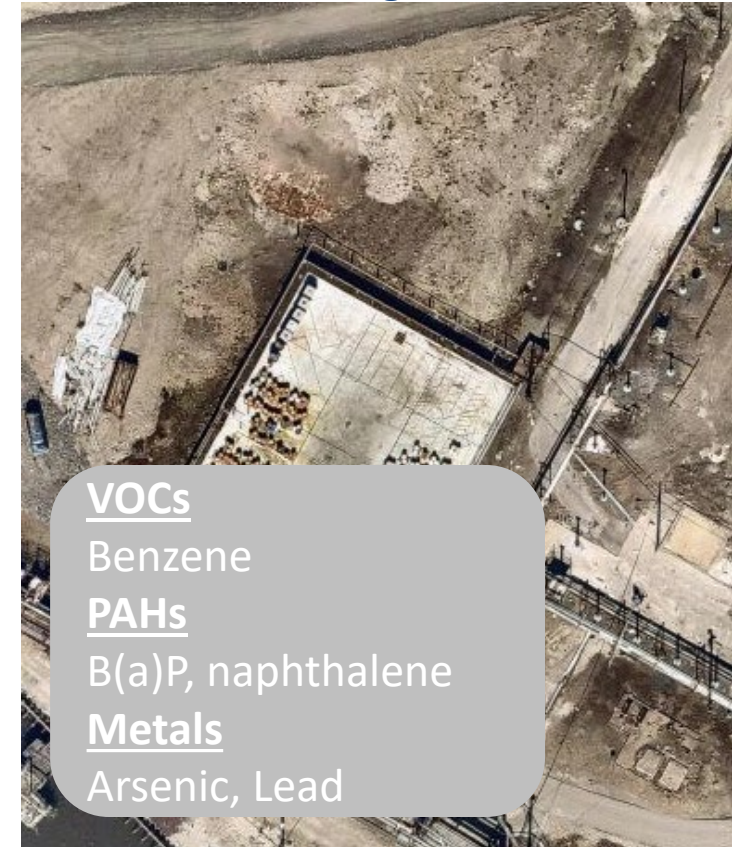 VOCs
Benzene
PAHs
B(a)P, naphthalene
Metals
Arsenic, Lead